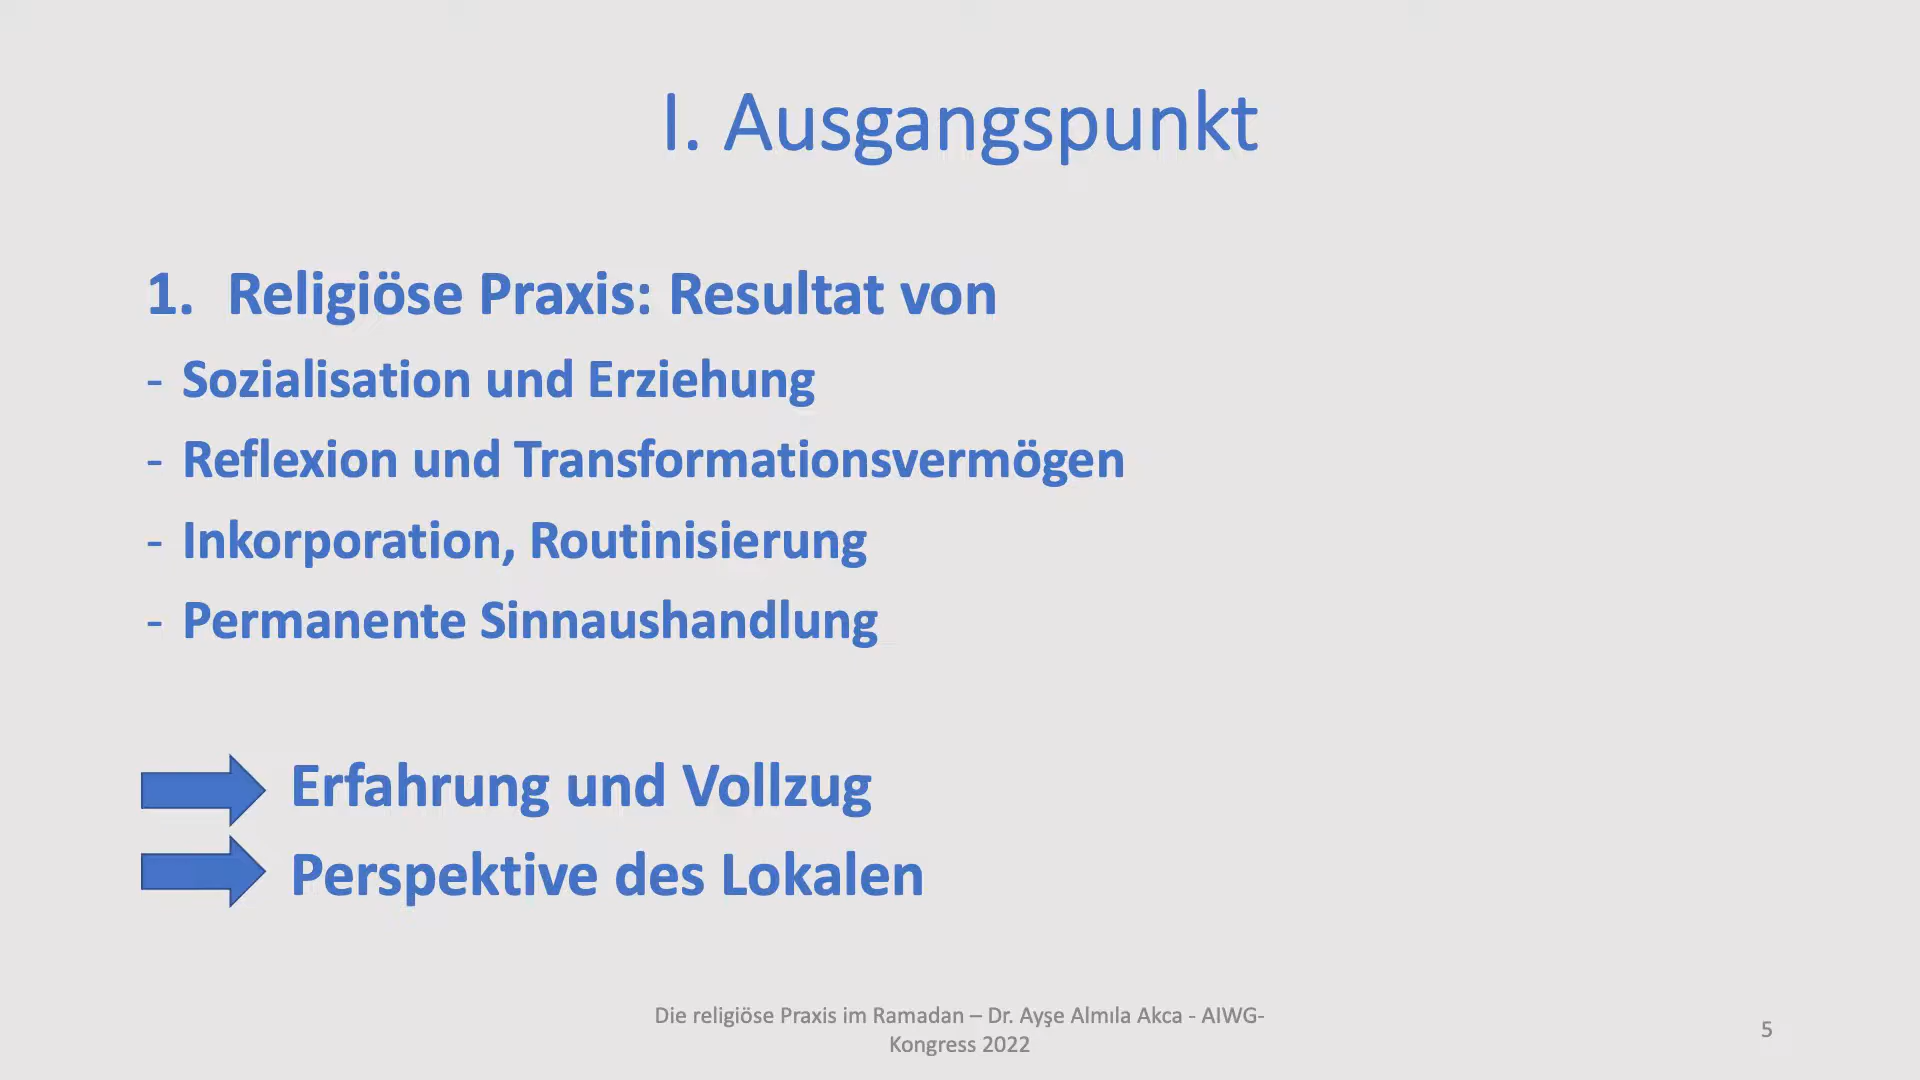 I. Ausgangspunkt
1. Religiöse Praxis: Resultat von
- Sozialisation und Erziehung
- Reflexion und Transformationsvermögen
- Inkorporation, Routinisierung
- Permanente Sinnaushandlung
Erfahrung und Vollzug
Perspektive des Lokalen
Die religiöse Praxis im Ramadan – Dr. Ayşe Almıla Akca - AIWG-
Kongress 2022
5